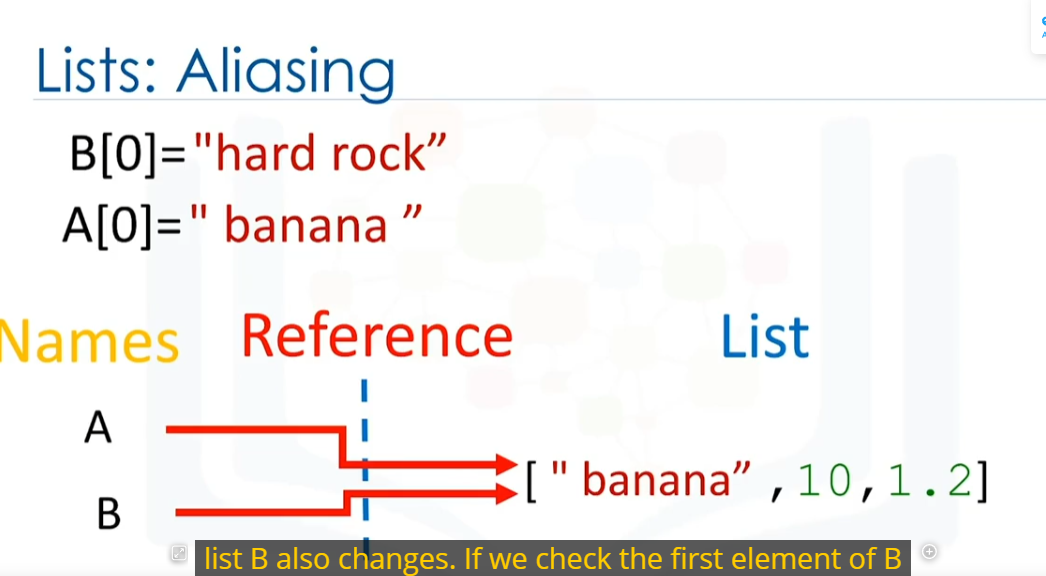 Lists: Aliasing
B[0]="hard rock”
A[0]=" banana ”
Names Reference List
A
[ " banana” ,10,1.2]
B
list B also changes. If we check the first element of B